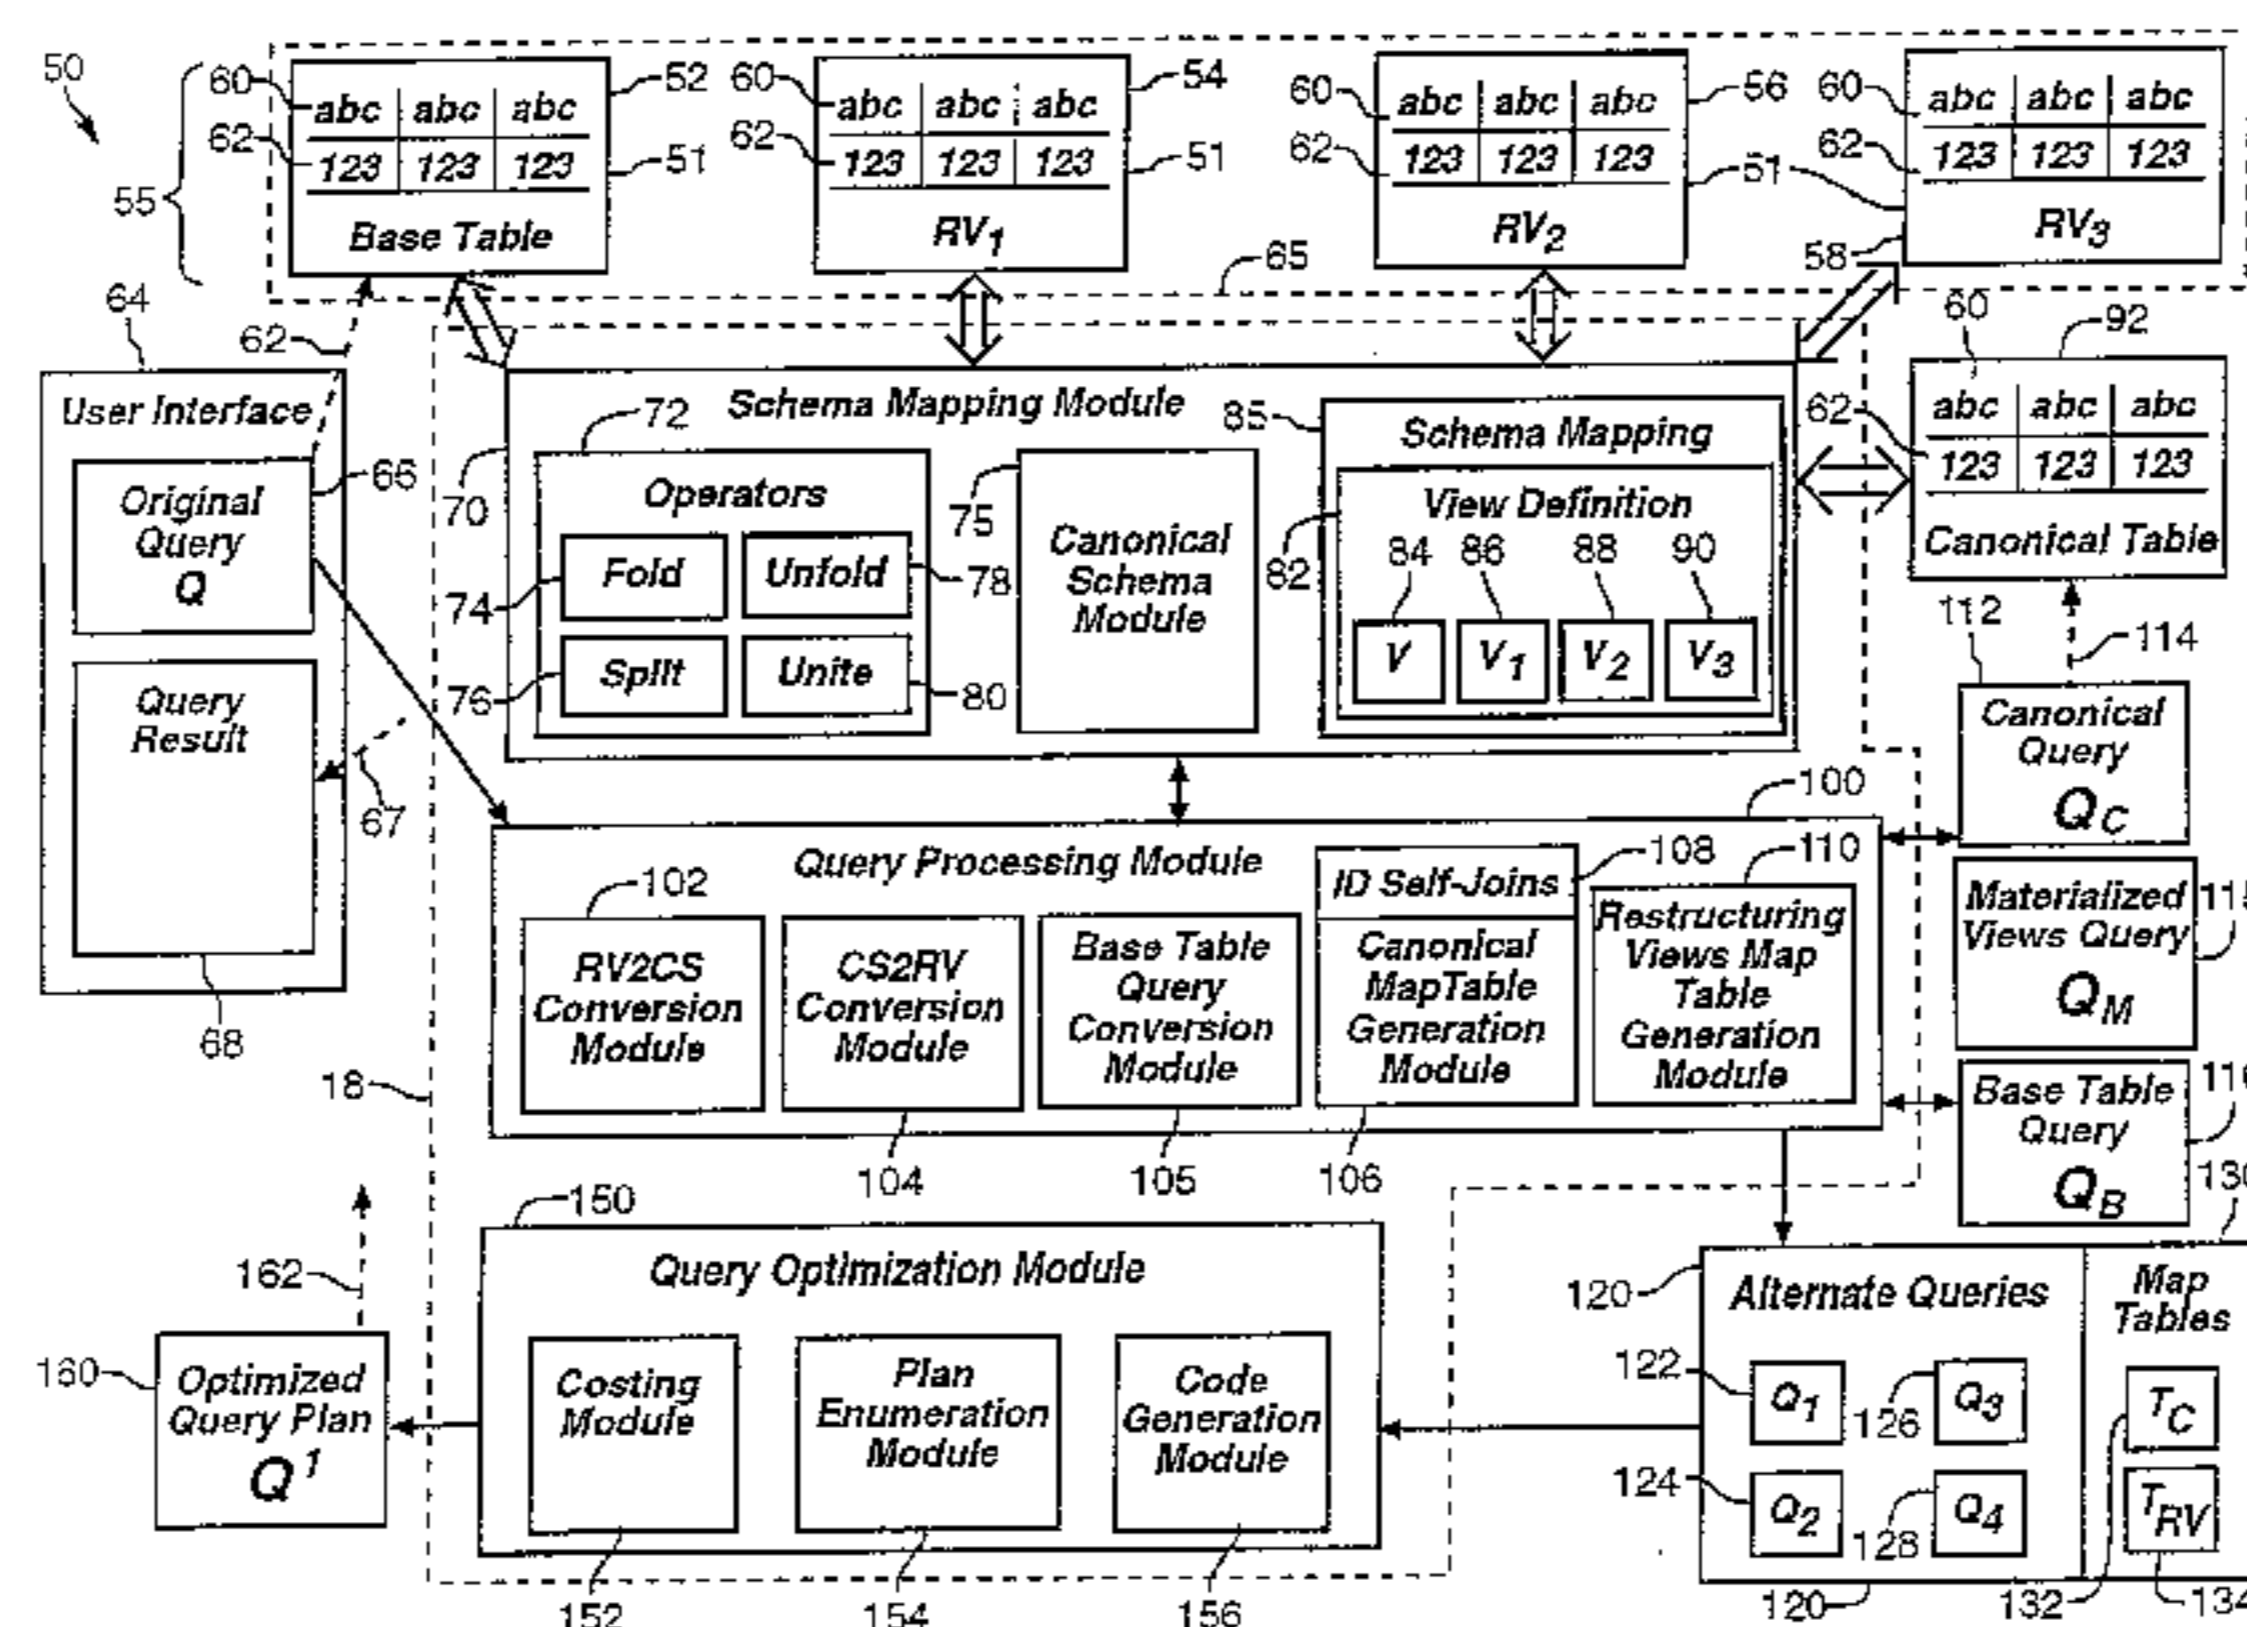 50
55
60
abc abc abc
52
62
123 123 123
51
Base Table
60
abc abc abc
54
62
123 123 123
51
RV1
60
abc abc abc
56
62
123 123 123
51
RV2
60
abc abc abc
62
123 123 123
RV3
58
65
64
62
User Interface
Original
Query
Q
66
Query
Result
67
68
18
Schema Mapping Module
70
72
Operators
Fold
Unfold
74
78
Split
Unite
76
80
75
Canonical
Schema
Module
85
Schema Mapping
82
View Definition
84 86 88 90
V V1 V2 V3
60
92
62
abc abc abc
123 123 123
Canonical Table
112
114
Canonical
Query
QC
Materialized
Views Query
QM
115
Base Table
Query
QB
116
100
Query Processing Module
102
RV2CS
Conversion
Module
CS2RV
Conversion
Module
104
Base Table
Query
Conversion
Module
105
ID Self-Joins
108
Canonical
MapTable
Generation
Module
106
110
Restructuring
Views Map
Table
Generation
Module
150
Query Optimization Module
Costing
Module
152
Plan
Enumeration
Module
154
Code
Generation
Module
156
162
160
Optimized
Query Plan
Q1
120
Alternate Queries
122
Q1
126
Q3
124
Q2
128
Q4
120
130
Map
Tables
TC
132
TRV
134